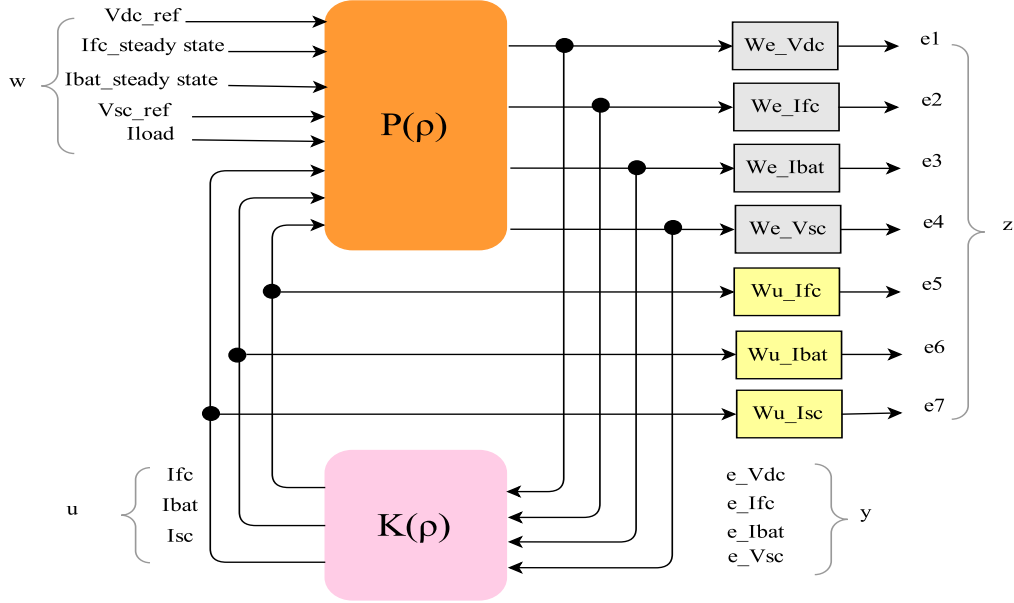 Vdc_ref
Ifc_steady state
Ibat_steady state
Vsc_ref
Iload
w
P(ρ)
We_Vdc
e1
We_Ifc
e2
We_Ibat
e3
We_Vsc
e4
z
Wu_Ifc
e5
Wu_Ibat
e6
Wu_Isc
e7
u
Ifc
Ibat
Isc
K(ρ)
e_Vdc
e_Ifc
e_Ibat
e_Vsc
y